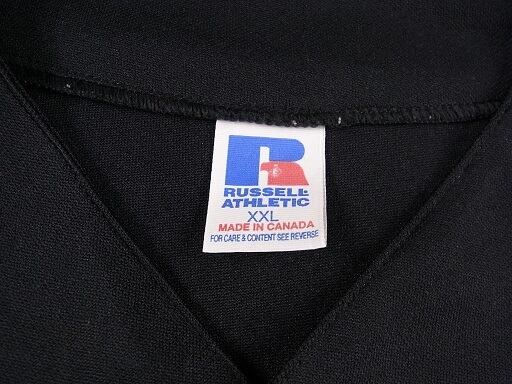 R
RUSSELL
ATHLETIC
XXL
MADE IN CANADA
FOR CARE & CONTENT SEE REVERSE